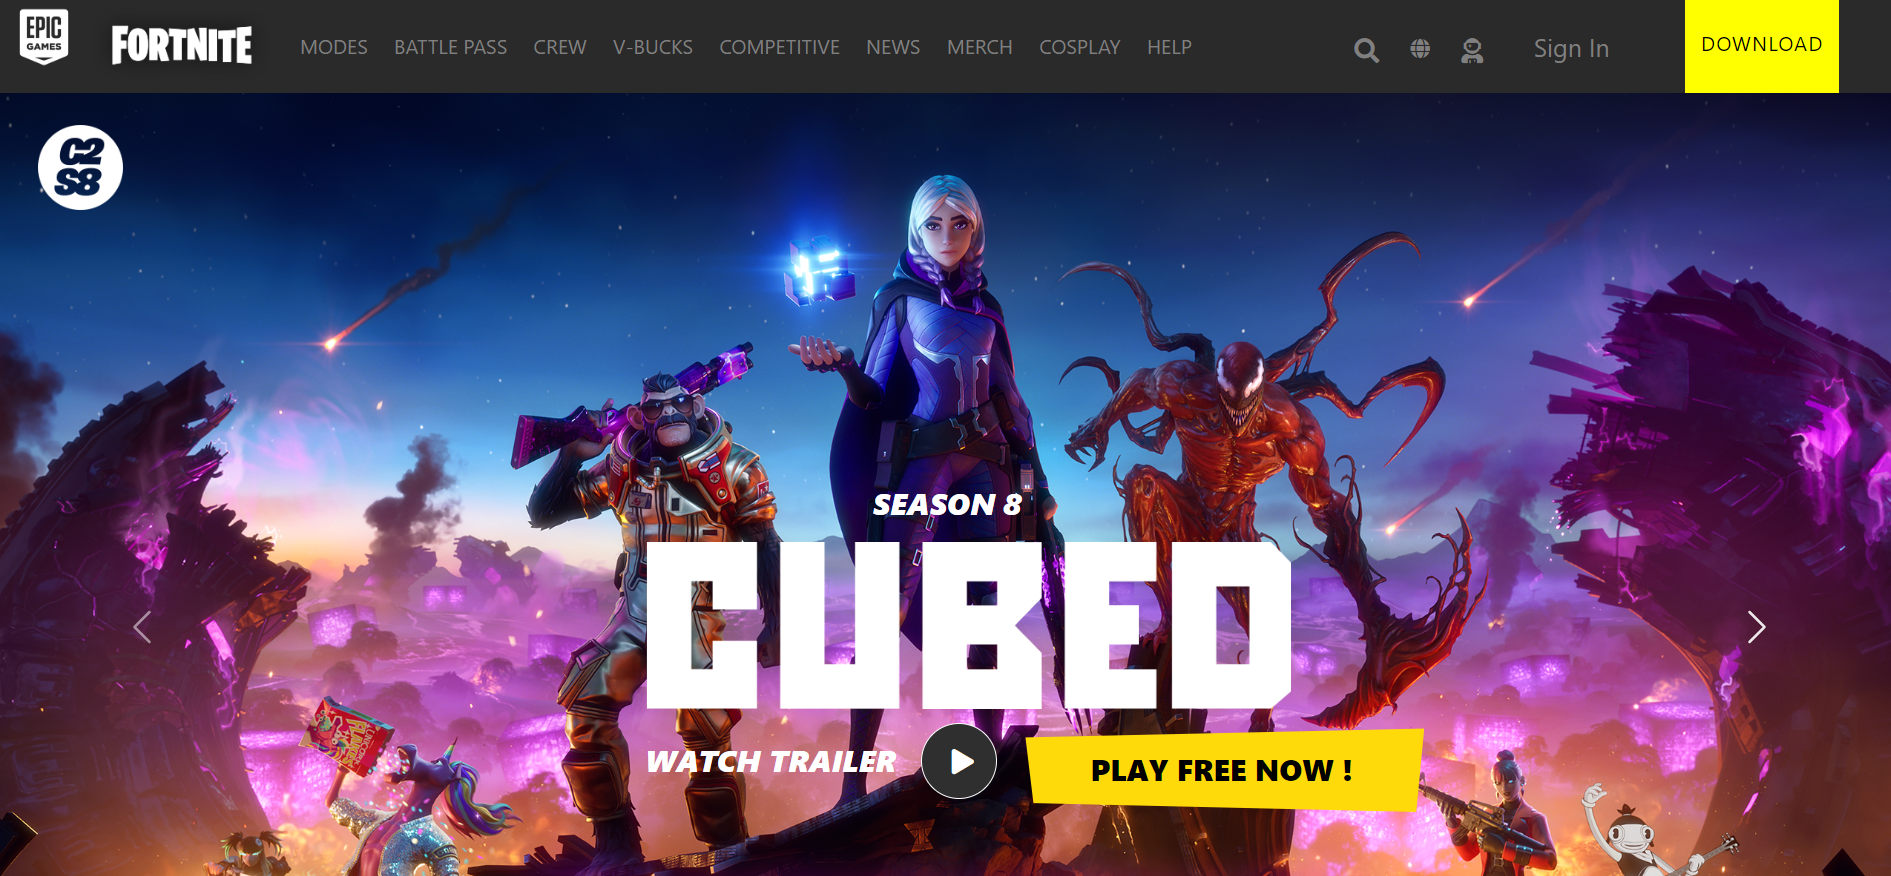 EPIC
GAMES
FORTNITE
MODES BATTLE PASS CREW V-BUCKS COMPETITIVE NEWS MERCH COSPLAY HELP
Sign In
DOWNLOAD
C2
S8
SEASON 8
CUBED
WATCH TRAILER
PLAY FREE NOW !